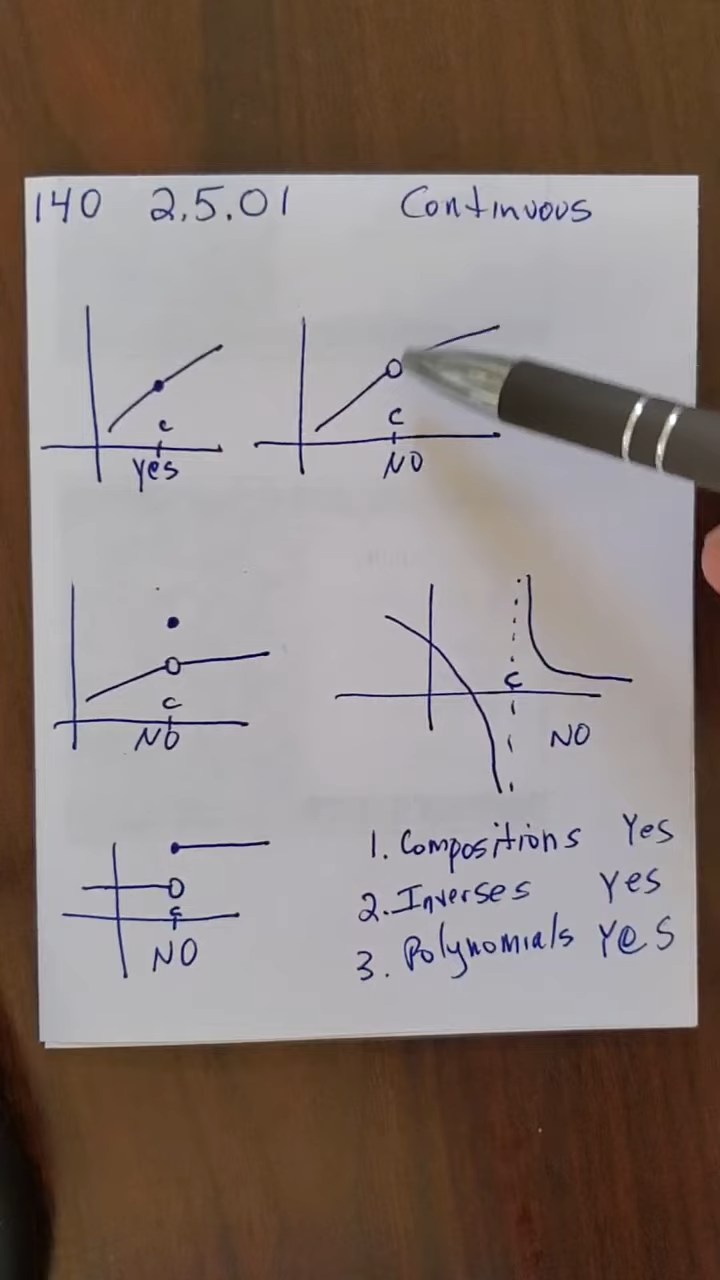 140 2.5.01 Continuous
c
Yes
c
NO
c
NO
c
NO
c
NO
1. Compositions Yes
2. Inverses Yes
3. Polynomials Yes